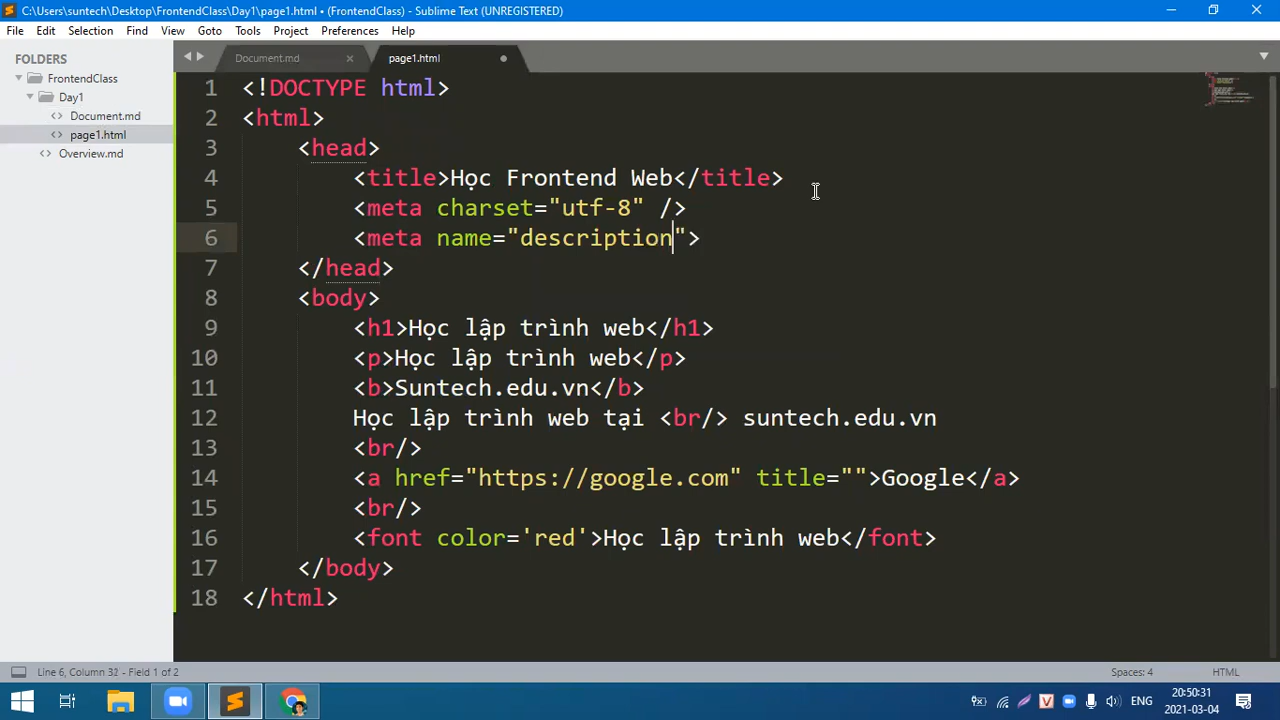 C:\Users\suntech\Desktop\FrontendClass\Day1\page1.html • (FrontendClass) - Sublime Text (UNREGISTERED)
File Edit Selection Find View Goto Tools Project Preferences Help
FOLDERS
FrontendClass
Day1
Document.md
page1.html
Overview.md
Document.md
page1.html
1 <!DOCTYPE html>
2 <html>
3 <head>
4 <title>Học Frontend Web</title>
5 <meta charset="utf-8" />
6 <meta name="description">
7 </head>
8 <body>
9 <h1>Học lập trình web</h1>
10 <p>Học lập trình web</p>
11 <b>Suntech.edu.vn</b>
12 Học lập trình web tại <br/> suntech.edu.vn
13 <br/>
14 <a href="https://google.com" title="">Google</a>
15 <br/>
16 <font color='red'>Học lập trình web</font>
17 </body>
18 </html>
Line 6, Column 32 - Field 1 of 2
Spaces: 4
HTML
ENG
20:50:31
2021-03-04